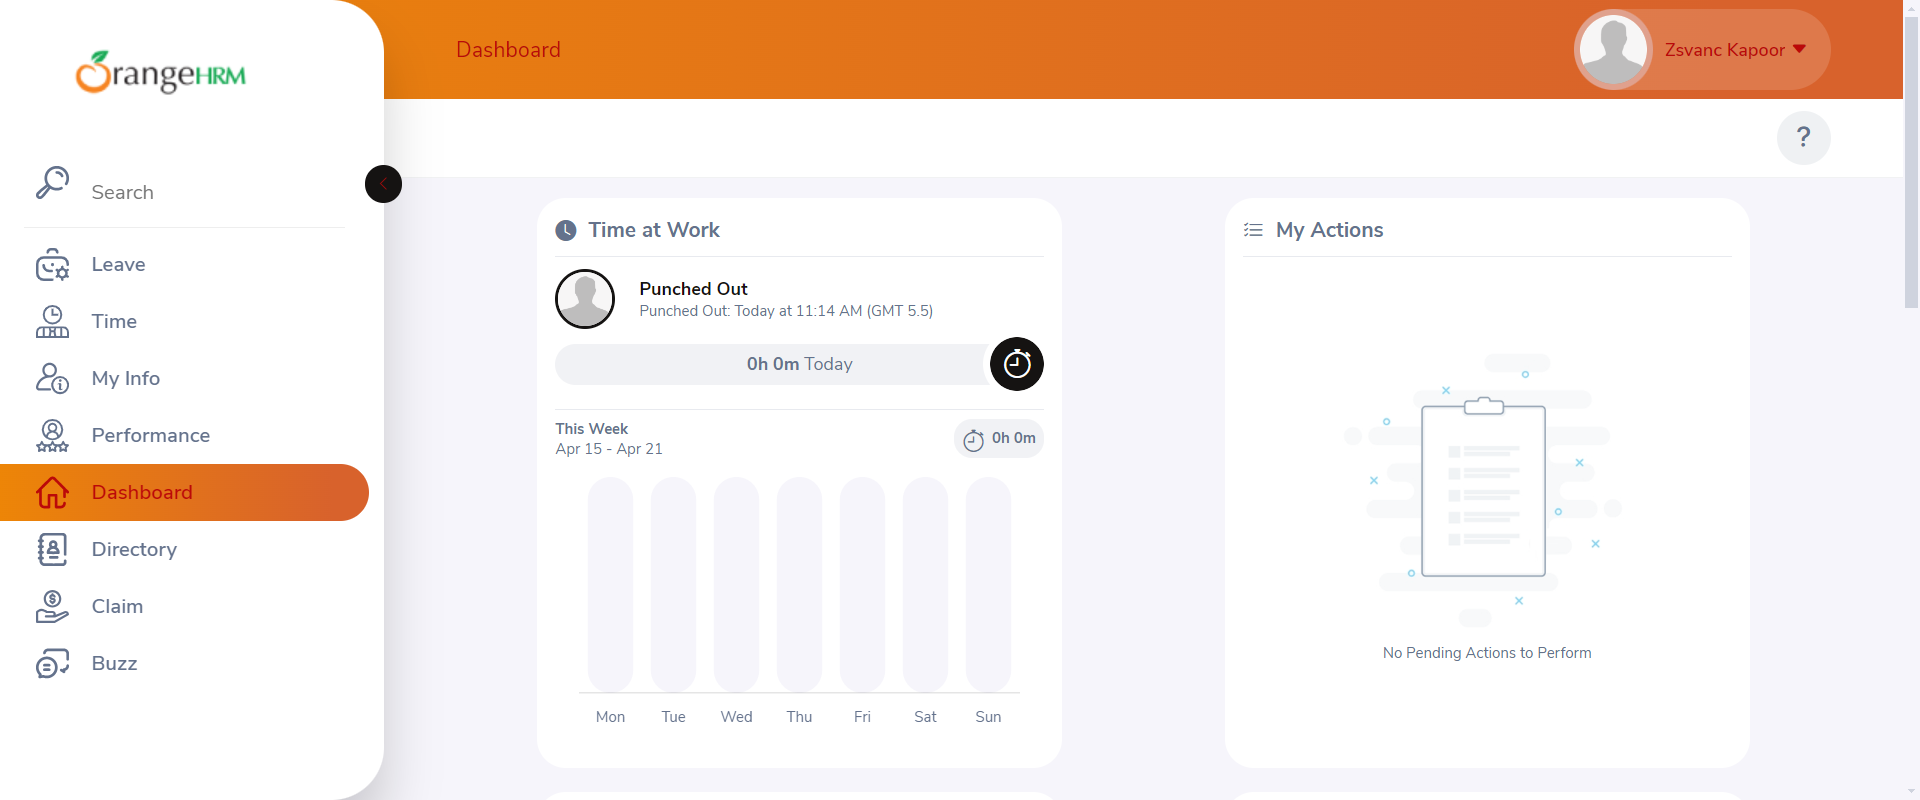 OrangeHRM
Search
Leave
Time
My Info
Performance
Dashboard
Directory
Claim
Buzz
Dashboard
Zsvanc Kapoor
?
Time at Work
Punched Out
Punched Out: Today at 11:14 AM (GMT 5.5)
0h 0m Today
This Week
Apr 15 - Apr 21
0h 0m
Mon Tue Wed Thu Fri Sat Sun
My Actions
No Pending Actions to Perform